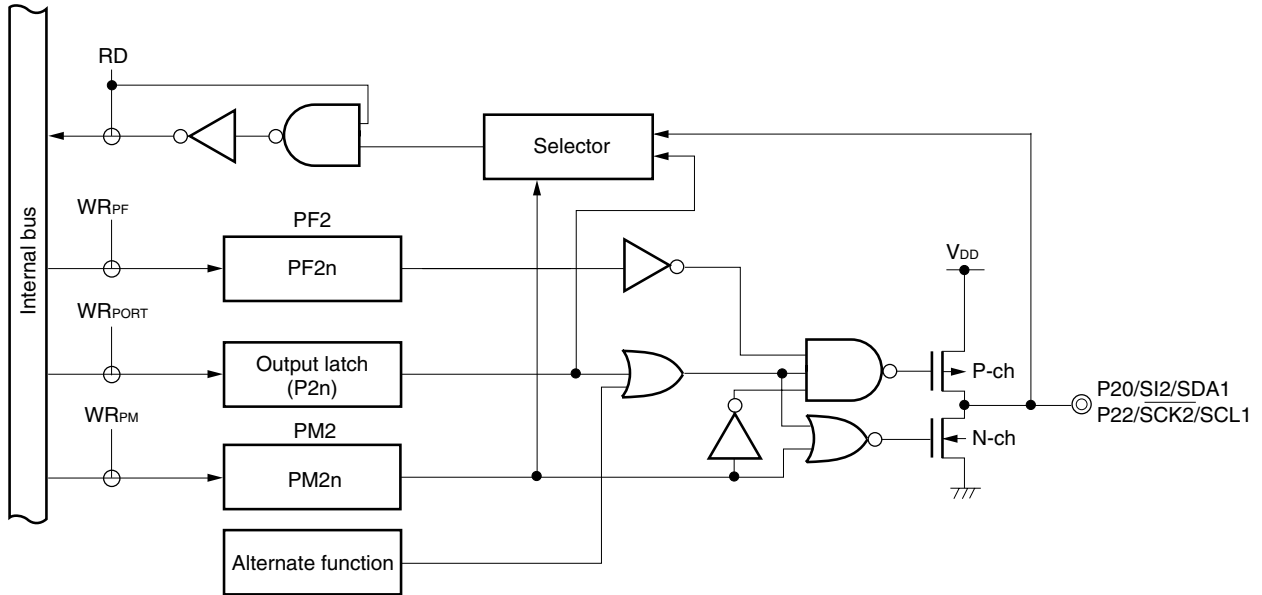 RD
Selector
Internal bus
WRPF
PF2
PF2n
VDD
WRPORT
Output latch
(P2n)
P-ch
P20/SI2/SDA1
P22/SCK2/SCL1
WRPM
PM2
PM2n
N-ch
Alternate function